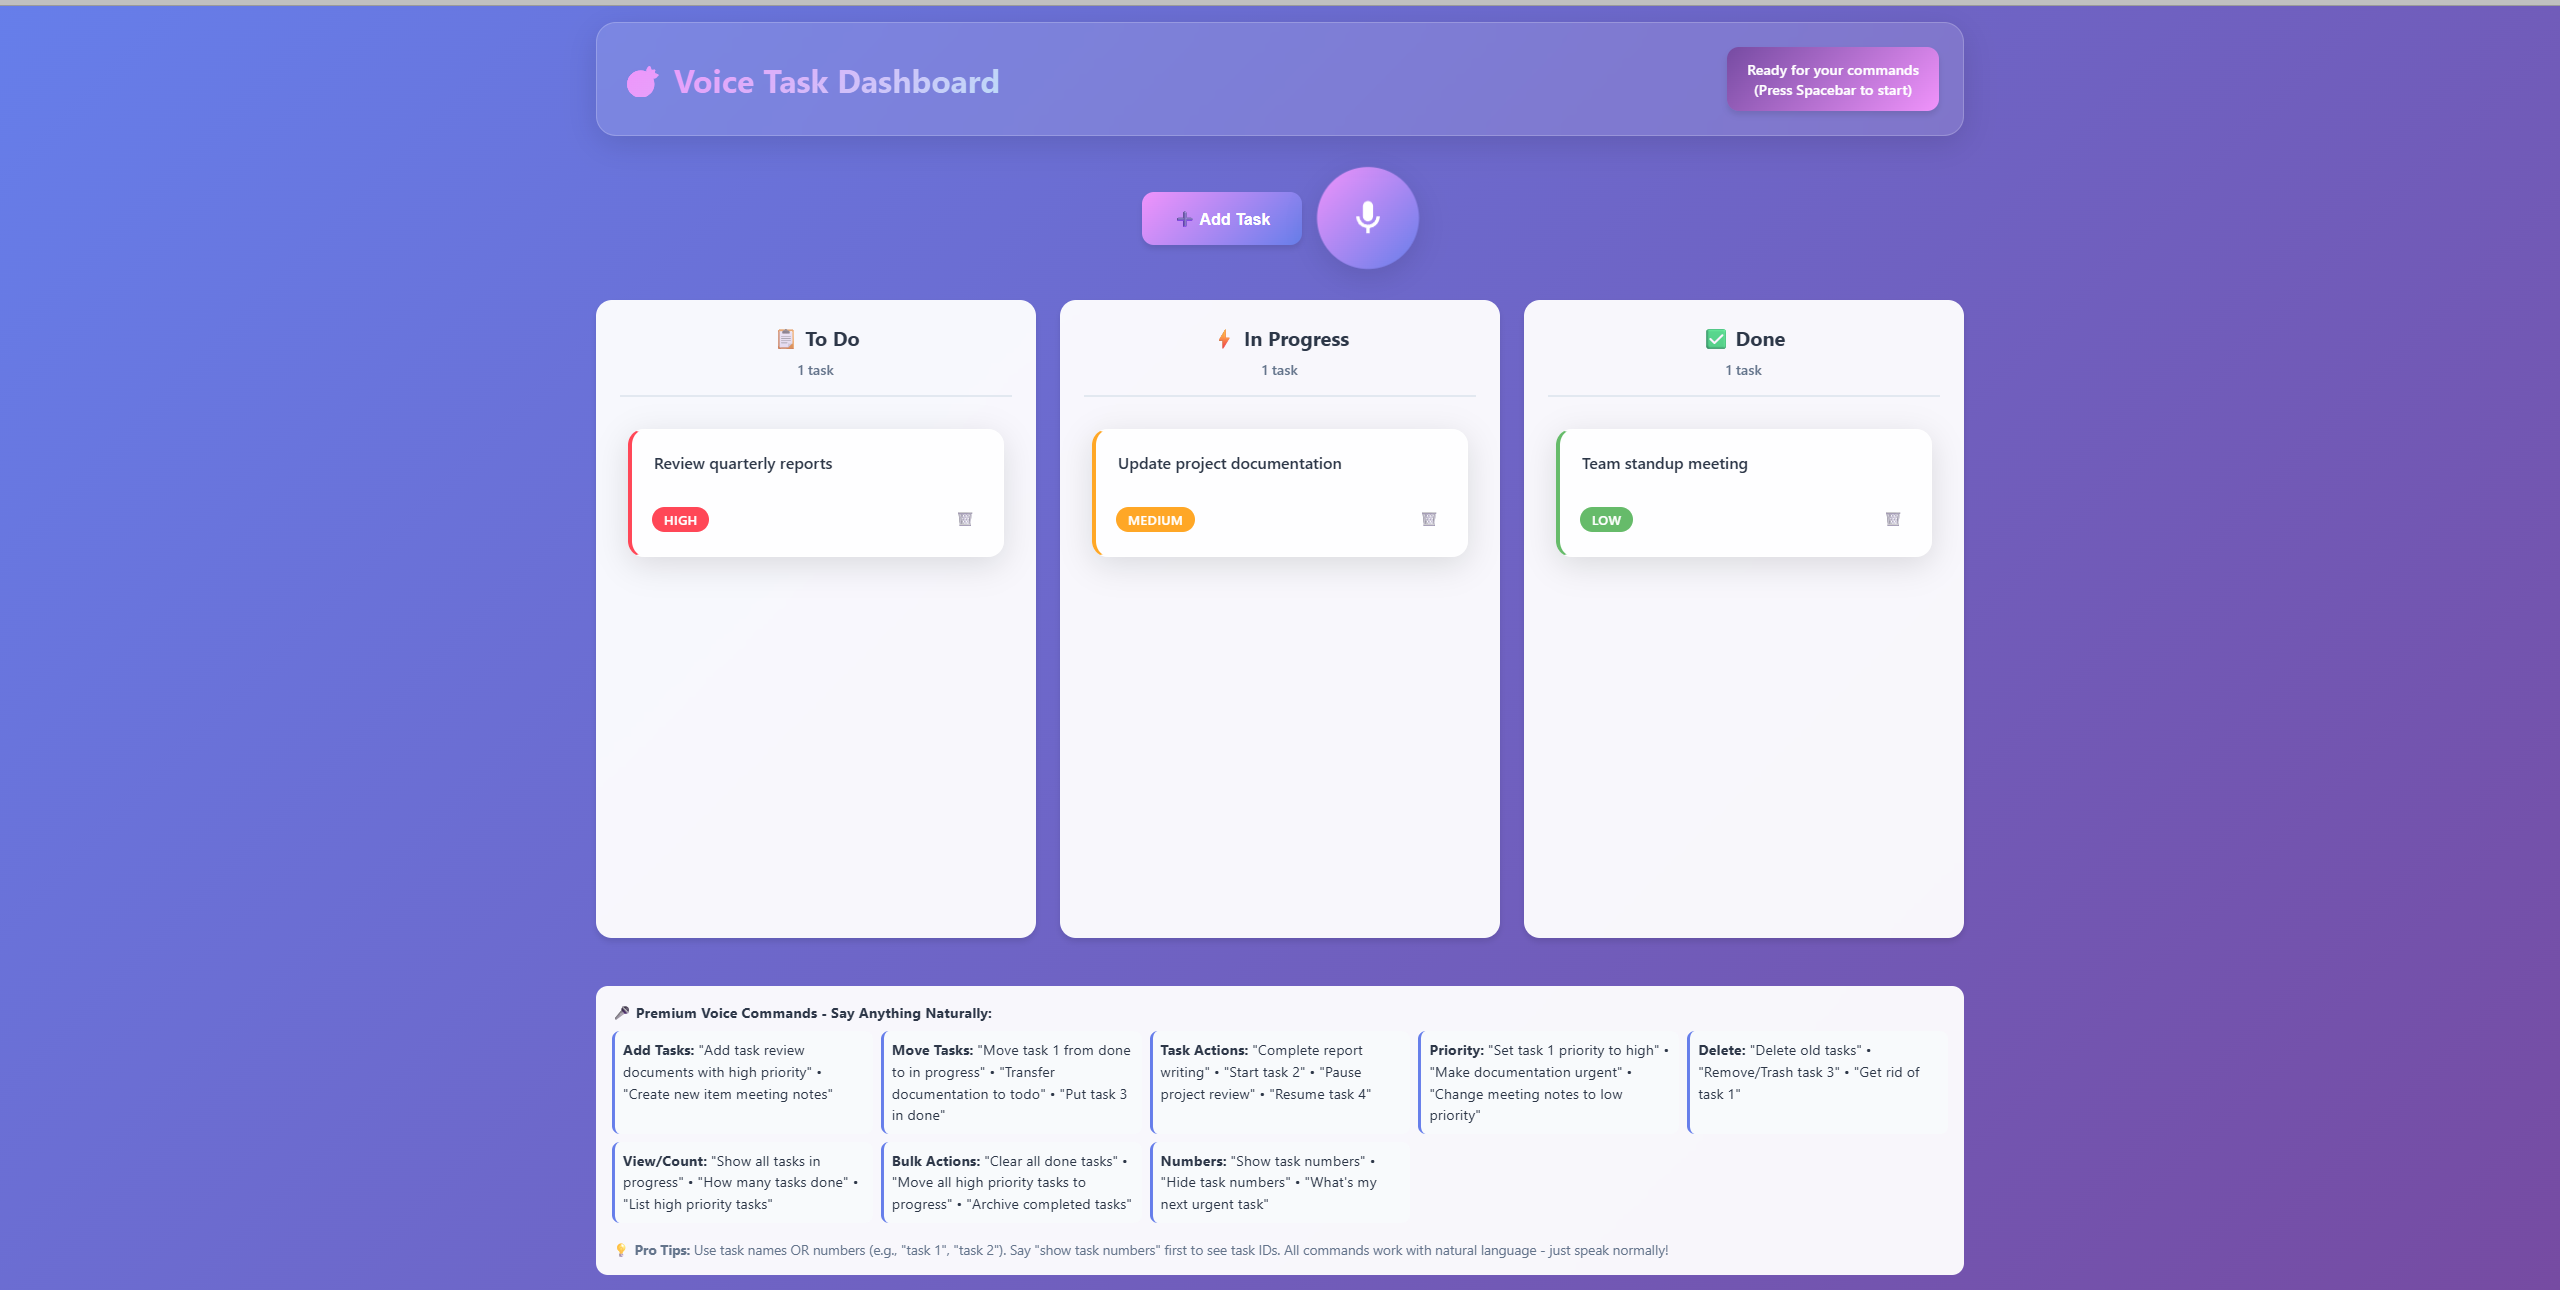 Voice Task Dashboard
Ready for your commands
(Press Spacebar to start)
Add Task
To Do
1 task
Review quarterly reports
HIGH
In Progress
1 task
Update project documentation
MEDIUM
Done
1 task
Team standup meeting
LOW
Premium Voice Commands - Say Anything Naturally:
Add Tasks: "Add task review
documents with high priority" •
"Create new item meeting notes"
Move Tasks: "Move task 1 from done
to in progress" • "Transfer
documentation to todo" • "Put task 3
in done"
Task Actions: "Complete report
writing" • "Start task 2" • "Pause
project review" • "Resume task 4"
Priority: "Set task 1 priority to high" •
"Make documentation urgent" •
"Change meeting notes to low
priority"
Delete: "Delete old tasks" •
"Remove/Trash task 3" • "Get rid of
task 1"
View/Count: "Show all tasks in
progress" • "How many tasks done" •
"List high priority tasks"
Bulk Actions: "Clear all done tasks" •
"Move all high priority tasks to
progress" • "Archive completed tasks"
Numbers: "Show task numbers" •
"Hide task numbers" • "What's my
next urgent task"
Pro Tips: Use task names OR numbers (e.g., "task 1", "task 2"). Say "show task numbers" first to see task IDs. All commands work with natural language - just speak normally!